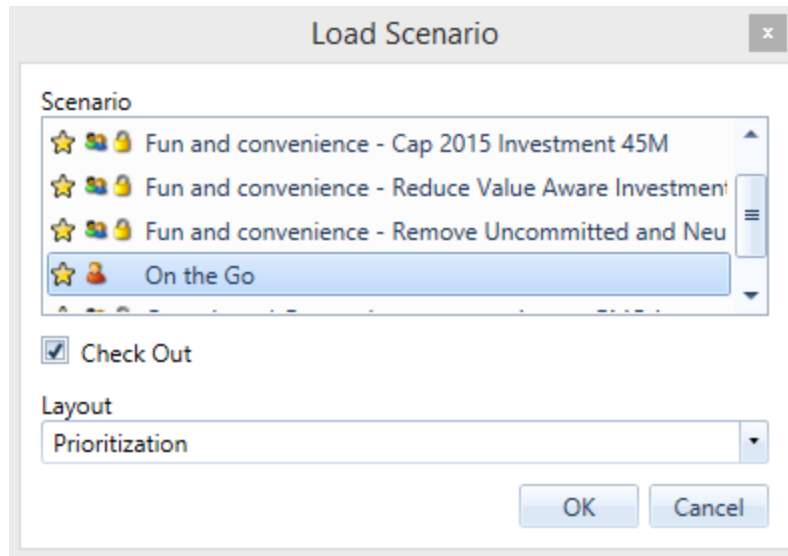 Load Scenario
x
Scenario
Fun and convenience - Cap 2015 Investment 45M
Fun and convenience - Reduce Value Aware Investment
Fun and convenience - Remove Uncommitted and Neu
On the Go
Check Out
Layout
Prioritization
OK Cancel